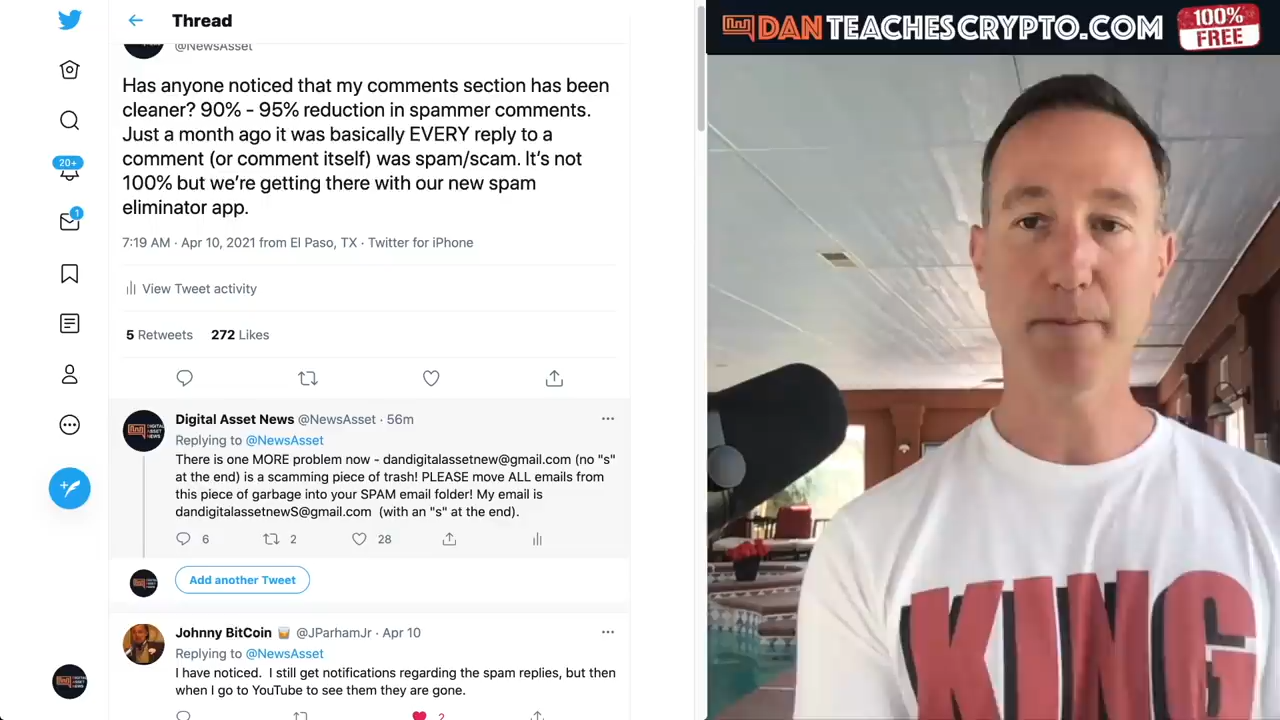 Thread
@NewsAsset
Has anyone noticed that my comments section has been
cleaner? 90% - 95% reduction in spammer comments.
Just a month ago it was basically EVERY reply to a
comment (or comment itself) was spam/scam. It’s not
100% but we’re getting there with our new spam
eliminator app.
7:19 AM · Apr 10, 2021 from El Paso, TX · Twitter for iPhone
View Tweet activity
5 Retweets 272 Likes
Digital Asset News @NewsAsset · 56m
Replying to @NewsAsset
There is one MORE problem now - dandigitalassetnew@gmail.com (no "s"
at the end) is a scamming piece of trash! PLEASE move ALL emails from
this piece of garbage into your SPAM email folder! My email is
dandigitalassetnewS@gmail.com (with an "s" at the end).
6 2 28
Add another Tweet
Johnny BitCoin @JParhamJr · Apr 10
Replying to @NewsAsset
I have noticed. I still get notifications regarding the spam replies, but then
when I go to YouTube to see them they are gone.
2
20+
1
DANTEACHESCRYPTO.COM
100%
FREE
KING